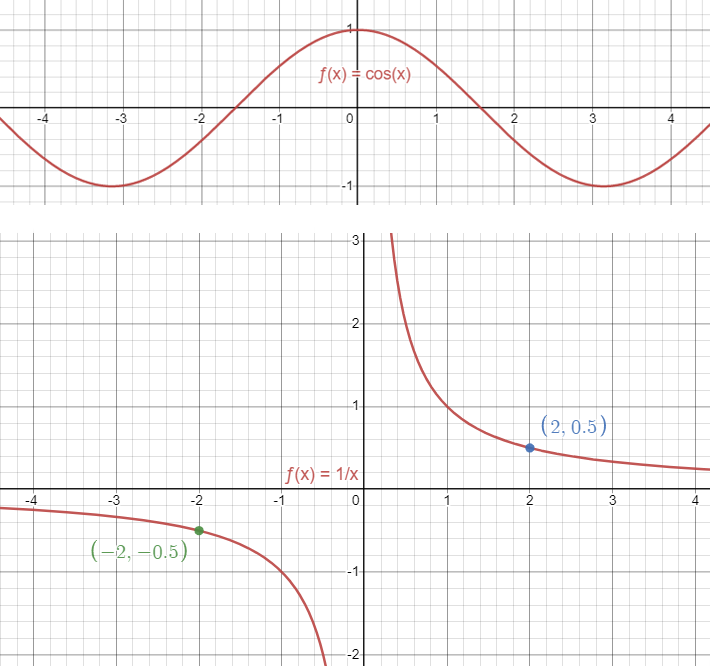 1
f(x) = cos(x)
-4 -3 -2 -1 0 1 2 3 4
-1
3
2
1
(2, 0.5)
f(x) = 1/x
-4 -3 -2 -1 0 1 2 3 4
(−2, −0.5)
-1
-2